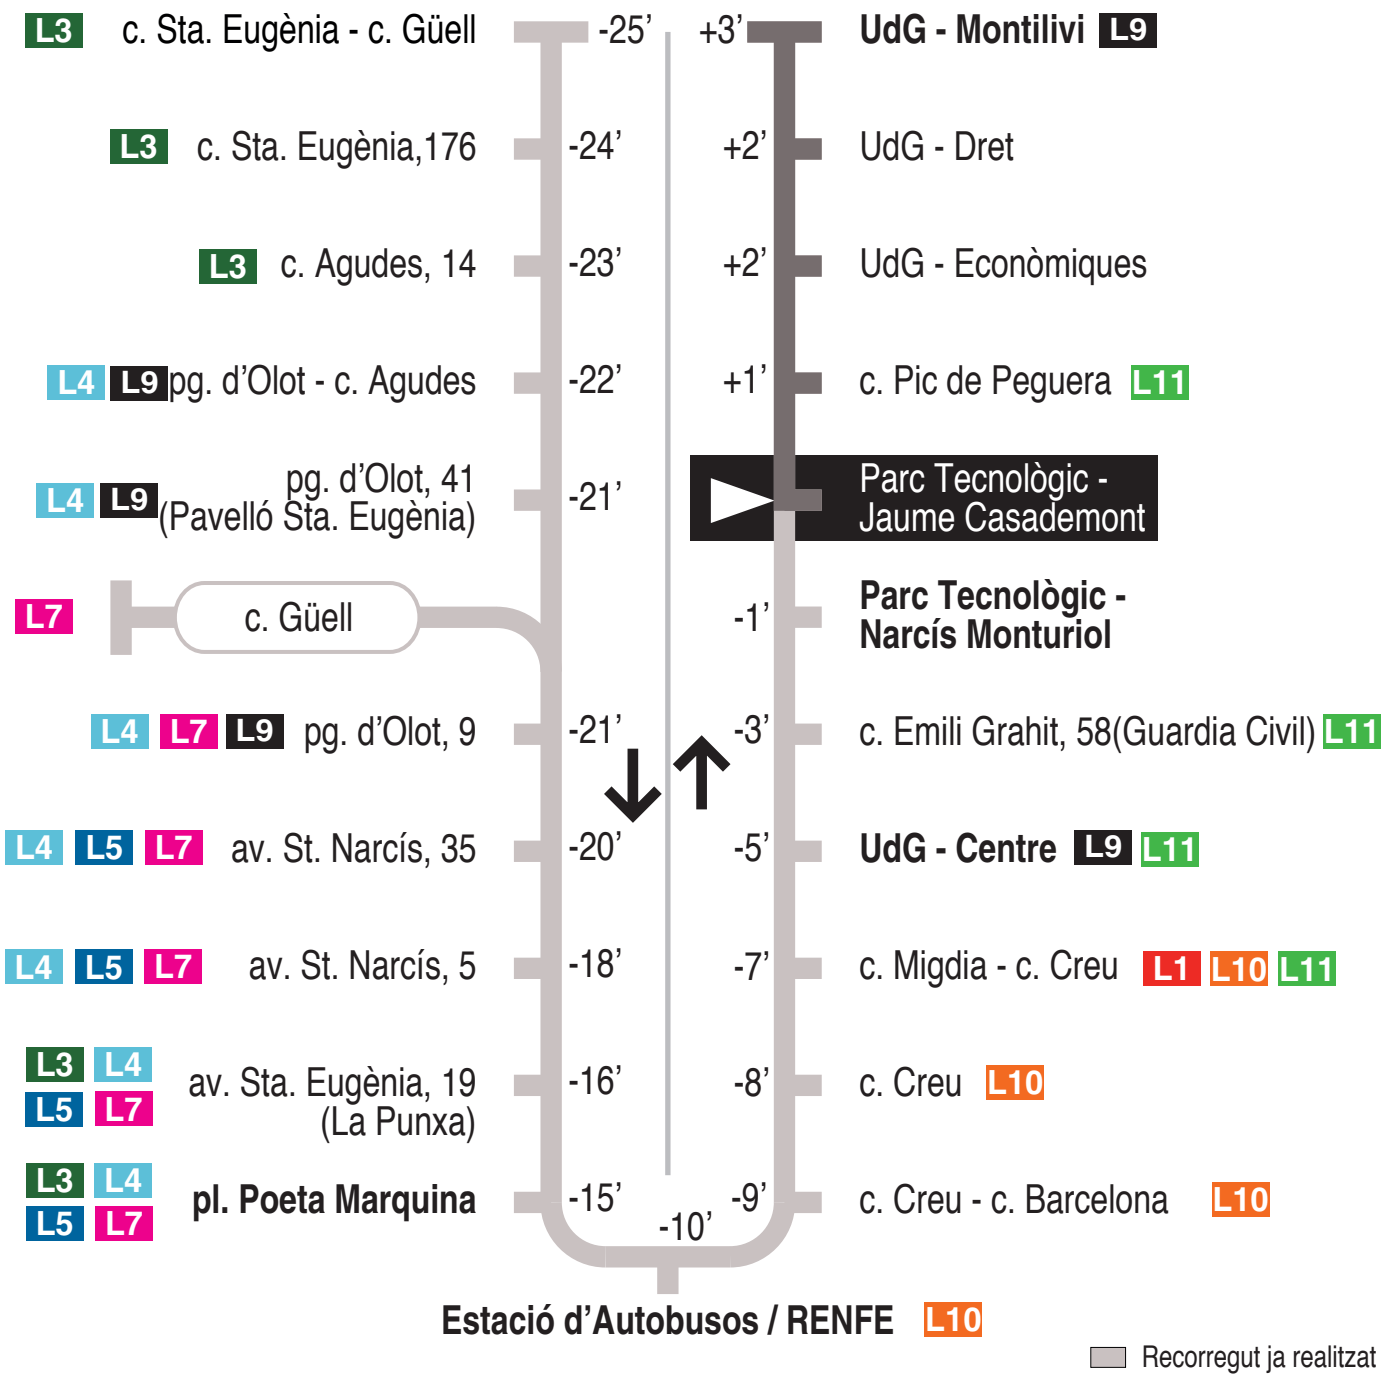 L3 c. Sta. Eugènia - c. Güell -25’
L3 c. Sta. Eugènia,176 -24’
L3 c. Agudes, 14 -23’
L4 L9 pg. d’Olot - c. Agudes -22’
pg. d’Olot, 41
L4 L9 (Pavelló Sta. Eugènia) -21’
L7 c. Güell
L4 L7 L9 pg. d’Olot, 9 -21’
L4 L5 L7 av. St. Narcís, 35 -20’
L4 L5 L7 av. St. Narcís, 5 -18’
L3 L4
av. Sta. Eugènia, 19 -16’
L5 L7
(La Punxa)
L3 L4
pl. Poeta Marquina -15’
L5 L7
-10’
Estació d’Autobusos / RENFE L10
+3’ UdG - Montilivi L9
+2’ UdG - Dret
+2’ UdG - Econòmiques
+1’ c. Pic de Peguera L11
Parc Tecnològic -
Jaume Casademont
Parc Tecnològic -
-1’
Narcís Monturiol
-3’ c. Emili Grahit, 58(Guardia Civil) L11
-5’ UdG - Centre L9 L11
-7’ c. Migdia - c. Creu L1 L10 L11
-8’ c. Creu L10
-9’ c. Creu - c. Barcelona L10
Recorregut ja realitzat